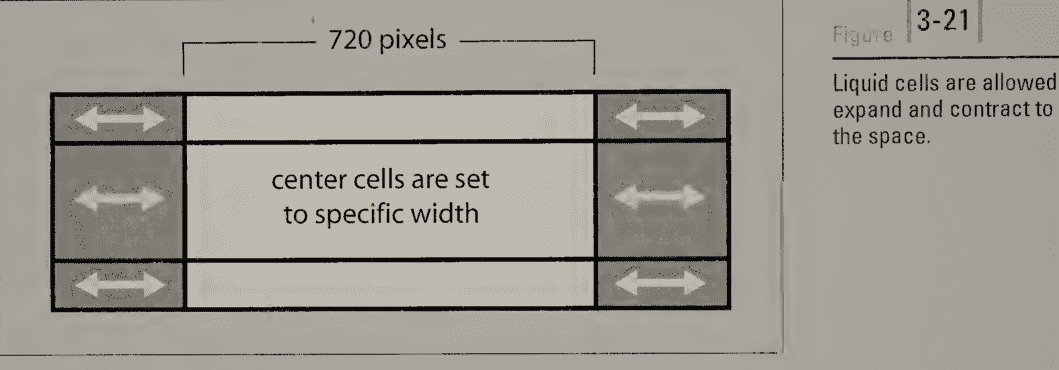 720 pixels
center cells are set
to specific width
Figure 3-21
Liquid cells are allowed
expand and contract to
the space.